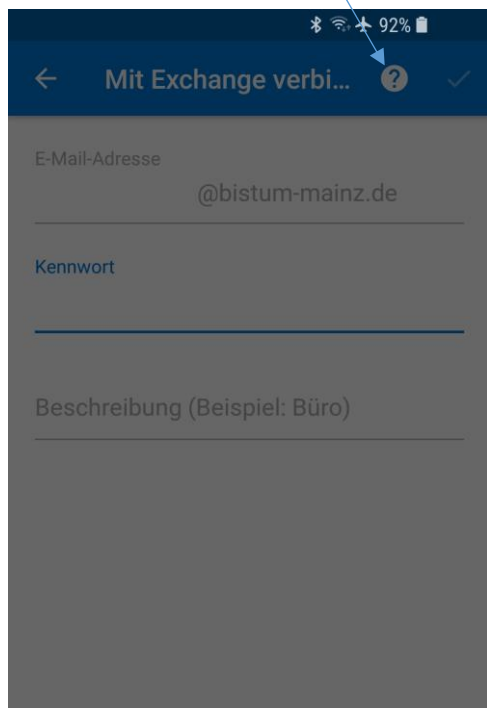 92%
Mit Exchange verbi...
E-Mail-Adresse
@bistum-mainz.de
Kennwort
Beschreibung (Beispiel: Büro)